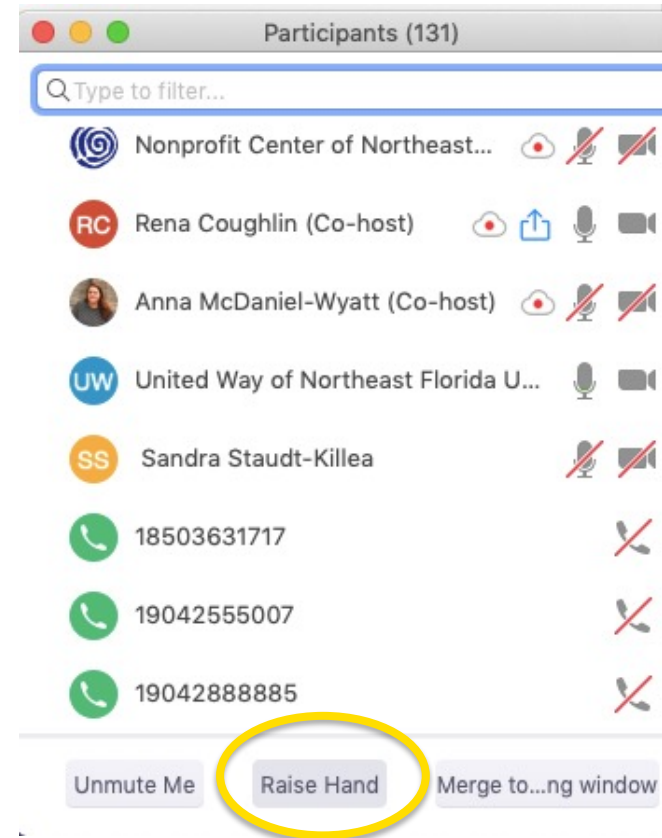 Participants (131)
Type to filter...
Nonprofit Center of Northeast...
RC Rena Coughlin (Co-host)
Anna McDaniel-Wyatt (Co-host)
UW United Way of Northeast Florida U...
SS Sandra Staudt-Killea
18503631717
19042555007
19042888885
Unmute Me Raise Hand Merge to...ng window